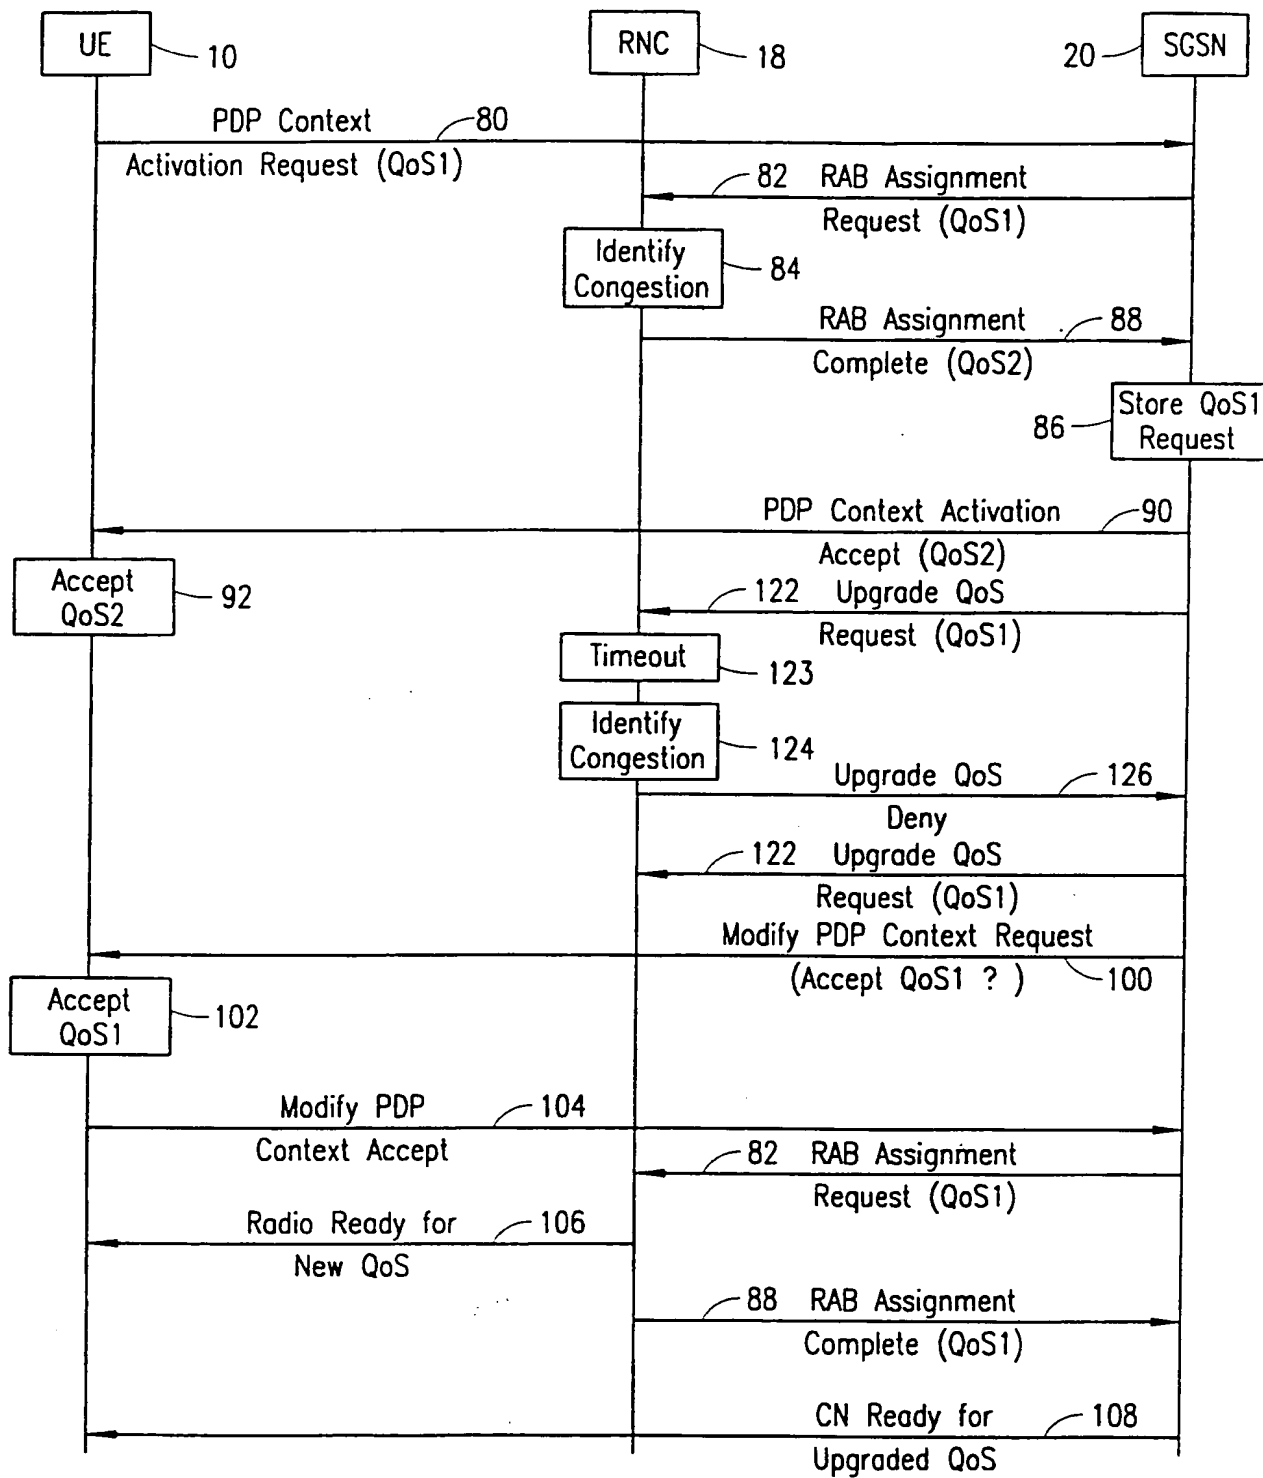 UE
10
RNC
18
20
SGSN
PDP Context
80
Activation Request (QoS1)
82 RAB Assignment
Request (QoS1)
Identify
Congestion
84
RAB Assignment
88
Complete (QoS2)
Store QoS1
Request
86
PDP Context Activation
90
Accept (QoS2)
Accept
QoS2
92
122 Upgrade QoS
Request (QoS1)
Timeout
123
Identify
Congestion
124
Upgrade QoS
126
Deny
122 Upgrade QoS
Request (QoS1)
Modify PDP Context Request
(Accept QoS1 ? )
100
Accept
QoS1
102
Modify PDP
104
Context Accept
82 RAB Assignment
Request (QoS1)
Radio Ready for
106
New QoS
88 RAB Assignment
Complete (QoS1)
CN Ready for
108
Upgraded QoS